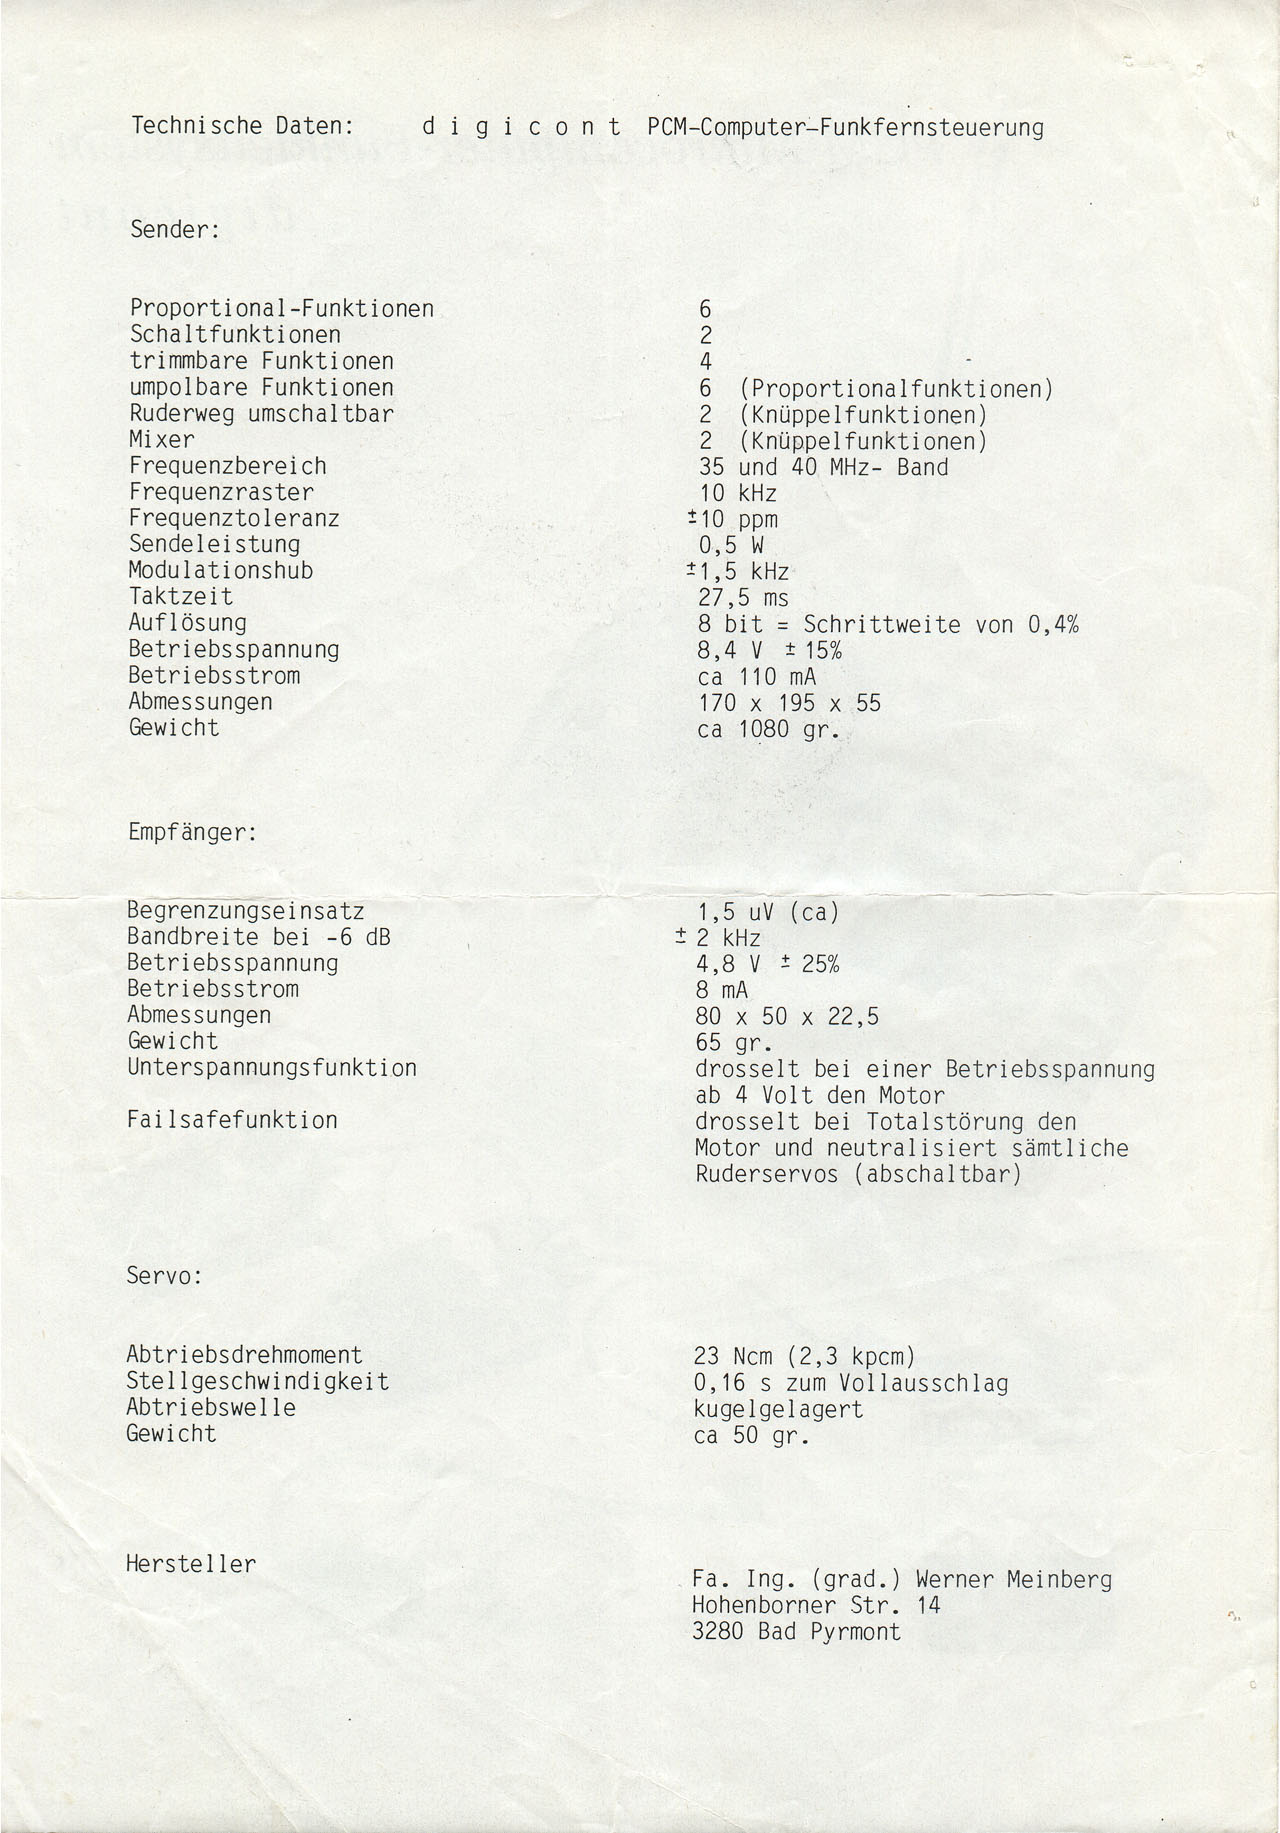 Technische Daten: d i g i c o n t PCM-Computer-Funkfernsteuerung
Sender:
Proportional-Funktionen 6
Schaltfunktionen 2
trimmbare Funktionen 4
umpolbare Funktionen 6 (Proportionalfunktionen)
Ruderweg umschaltbar 2 (Knüppelfunktionen)
Mixer 2 (Knüppelfunktionen)
Frequenzbereich 35 und 40 MHz- Band
Frequenzraster 10 kHz
Frequenztoleranz ±10 ppm
Sendeleistung 0,5 W
Modulationshub ±1,5 kHz
Taktzeit 27,5 ms
Auflösung 8 bit = Schrittweite von 0,4%
Betriebsspannung 8,4 V ± 15%
Betriebsstrom ca 110 mA
Abmessungen 170 x 195 x 55
Gewicht ca 1080 gr.
Empfänger:
Begrenzungseinsatz 1,5 uV (ca)
Bandbreite bei -6 dB ± 2 kHz
Betriebsspannung 4,8 V ± 25%
Betriebsstrom 8 mA
Abmessungen 80 x 50 x 22,5
Gewicht 65 gr.
Unterspannungsfunktion drosselt bei einer Betriebsspannung
ab 4 Volt den Motor
Failsafefunktion drosselt bei Totalstörung den
Motor und neutralisiert sämtliche
Ruderservos (abschaltbar)
Servo:
Abtriebsdrehmoment 23 Ncm (2,3 kpcm)
Stellgeschwindigkeit 0,16 s zum Vollausschlag
Abtriebswelle kugelgelagert
Gewicht ca 50 gr.
Hersteller
Fa. Ing. (grad.) Werner Meinberg
Hohenborner Str. 14
3280 Bad Pyrmont